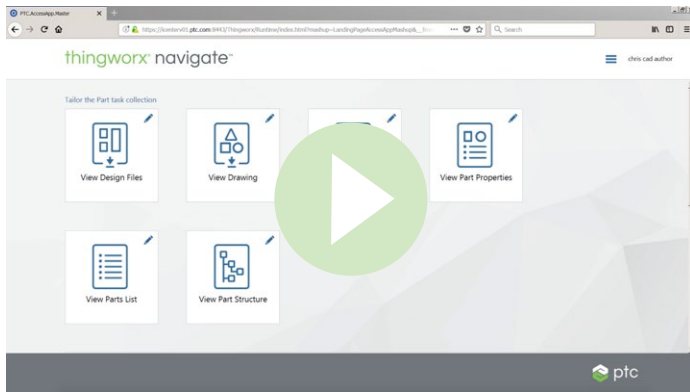 PTC.AccessApp.Master
https://icenterv01.ptc.com:8443/Thingworx/Runtime/index.html?mashup=LandingPageAccessAppMashup&
Search
thingworx navigate
chris cad author
Tailor the Part task collection
View Design Files
View Drawing
View Part Properties
View Parts List
View Part Structure
ptc